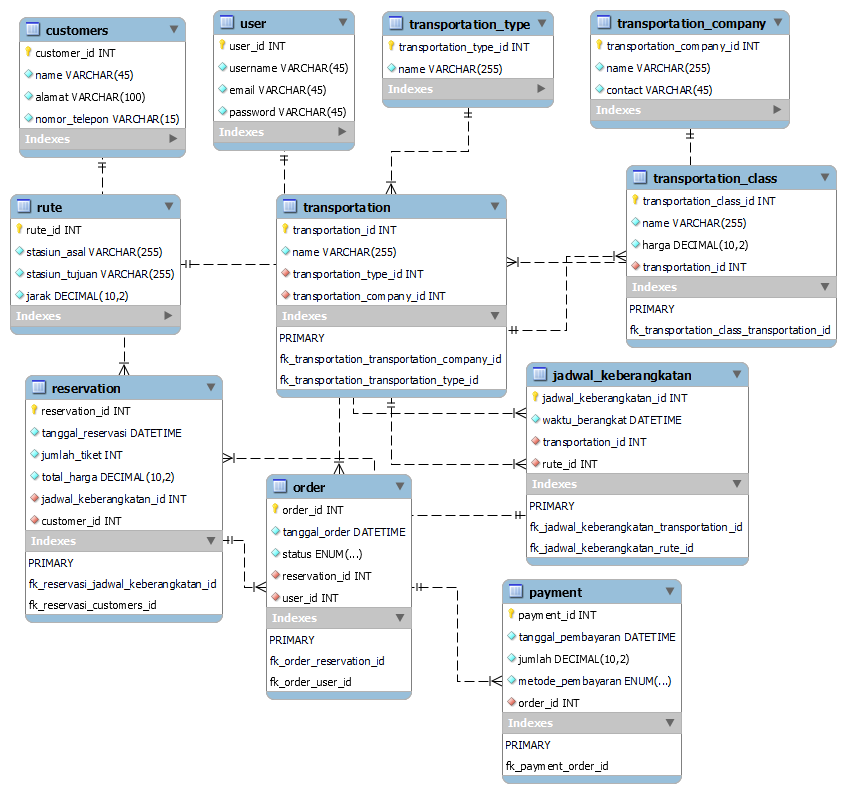 customers
customer_id INT
name VARCHAR(45)
alamat VARCHAR(100)
nomor_telepon VARCHAR(15)
Indexes
user
user_id INT
username VARCHAR(45)
email VARCHAR(45)
password VARCHAR(45)
Indexes
transportation_type
transportation_type_id INT
name VARCHAR(255)
Indexes
transportation_company
transportation_company_id INT
name VARCHAR(255)
contact VARCHAR(45)
Indexes
rute
rute_id INT
stasiun_asal VARCHAR(255)
stasiun_tujuan VARCHAR(255)
jarak DECIMAL(10,2)
Indexes
transportation
transportation_id INT
name VARCHAR(255)
transportation_type_id INT
transportation_company_id INT
Indexes
PRIMARY
fk_transportation_transportation_company_id
fk_transportation_transportation_type_id
transportation_class
transportation_class_id INT
name VARCHAR(255)
harga DECIMAL(10,2)
transportation_id INT
Indexes
PRIMARY
fk_transportation_class_transportation_id
reservation
reservation_id INT
tanggal_reservasi DATETIME
jumlah_tiket INT
total_harga DECIMAL(10,2)
jadwal_keberangkatan_id INT
customer_id INT
Indexes
PRIMARY
fk_reservasi_jadwal_keberangkatan_id
fk_reservasi_customers_id
jadwal_keberangkatan
jadwal_keberangkatan_id INT
waktu_berangkat DATETIME
transportation_id INT
rute_id INT
Indexes
PRIMARY
fk_jadwal_keberangkatan_transportation_id
fk_jadwal_keberangkatan_rute_id
order
order_id INT
tanggal_order DATETIME
status ENUM(...)
reservation_id INT
user_id INT
Indexes
PRIMARY
fk_order_reservation_id
fk_order_user_id
payment
payment_id INT
tanggal_pembayaran DATETIME
jumlah DECIMAL(10,2)
metode_pembayaran ENUM(...)
order_id INT
Indexes
PRIMARY
fk_payment_order_id